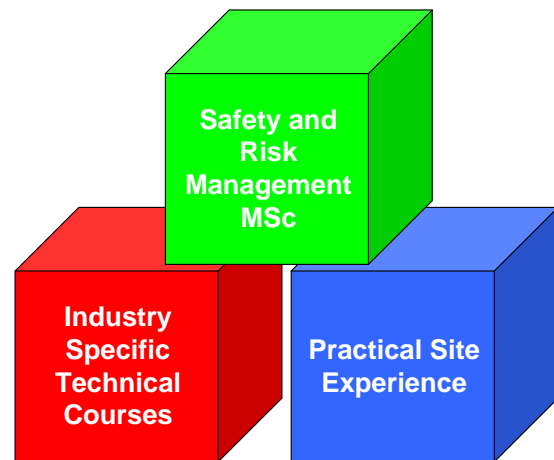 Safety and
Risk
Management
MSc
Industry
Specific
Technical
Courses
Practical Site
Experience